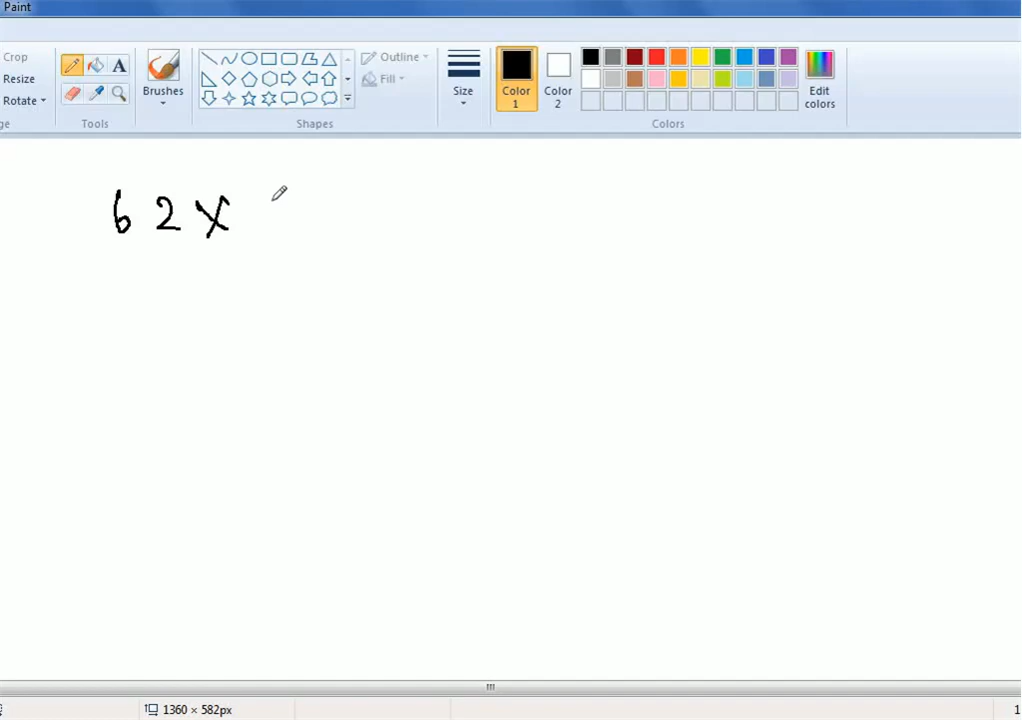 Paint
Crop
Resize
Rotate
Tools
Brushes
Outline
Fill
Shapes
Size
Color 1
Color 2
Edit colors
Colors
6 2 X
1360 × 582px
1